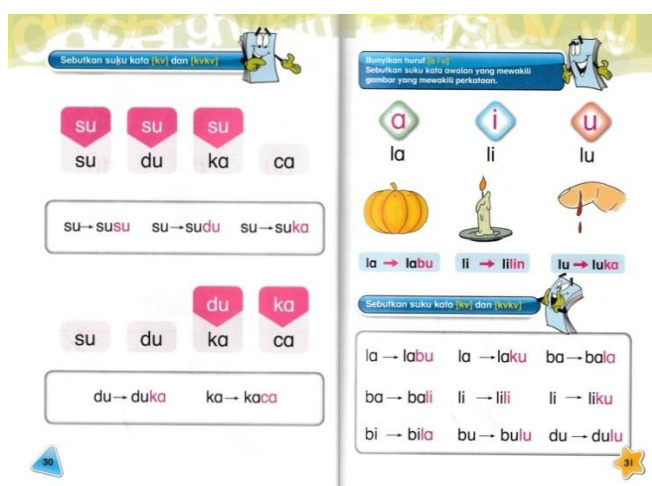 Sebutkan suku kata [kv] dan [kvkv]
su su su
su du ka ca
su→susu su→sudu su→suka
du ka
su du ka ca
du→duka ka→kaca
30
Bunyikan huruf [a i u]
Sebutkan suku kata awalan yang mewakili
gambar yang mewakili perkataan.
a i u
la li lu
la → labu li → lilin lu → luka
Sebutkan suku kata [kv] dan [kvkv]
la → labu la → laku ba → bala
ba → bali li → lili li → liku
bi → bila bu → bulu du → dulu
31